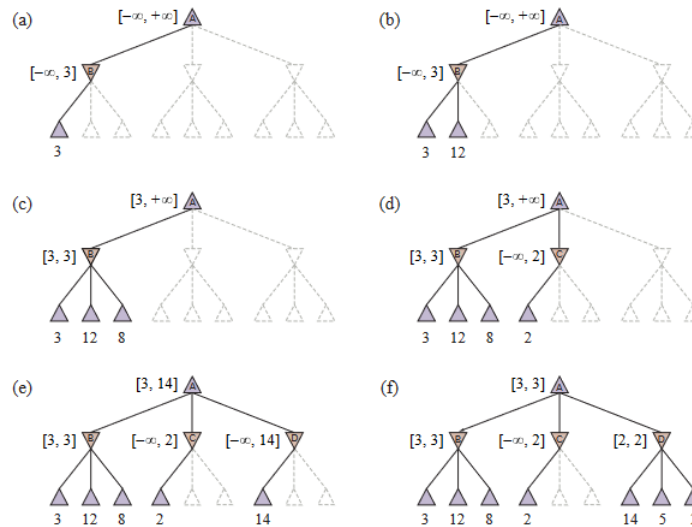 (a) [−∞, +∞] A
[−∞, 3] B
3
(b) [−∞, +∞] A
[−∞, 3] B
3 12
(c) [3, +∞] A
[3, 3] B
3 12 8
(d) [3, +∞] A
[3, 3] B [−∞, 2] C
3 12 8 2
(e) [3, 14] A
[3, 3] B [−∞, 2] C [−∞, 14] D
3 12 8 2 14
(f) [3, 3] A
[3, 3] B [−∞, 2] C [2, 2] D
3 12 8 2 14 5